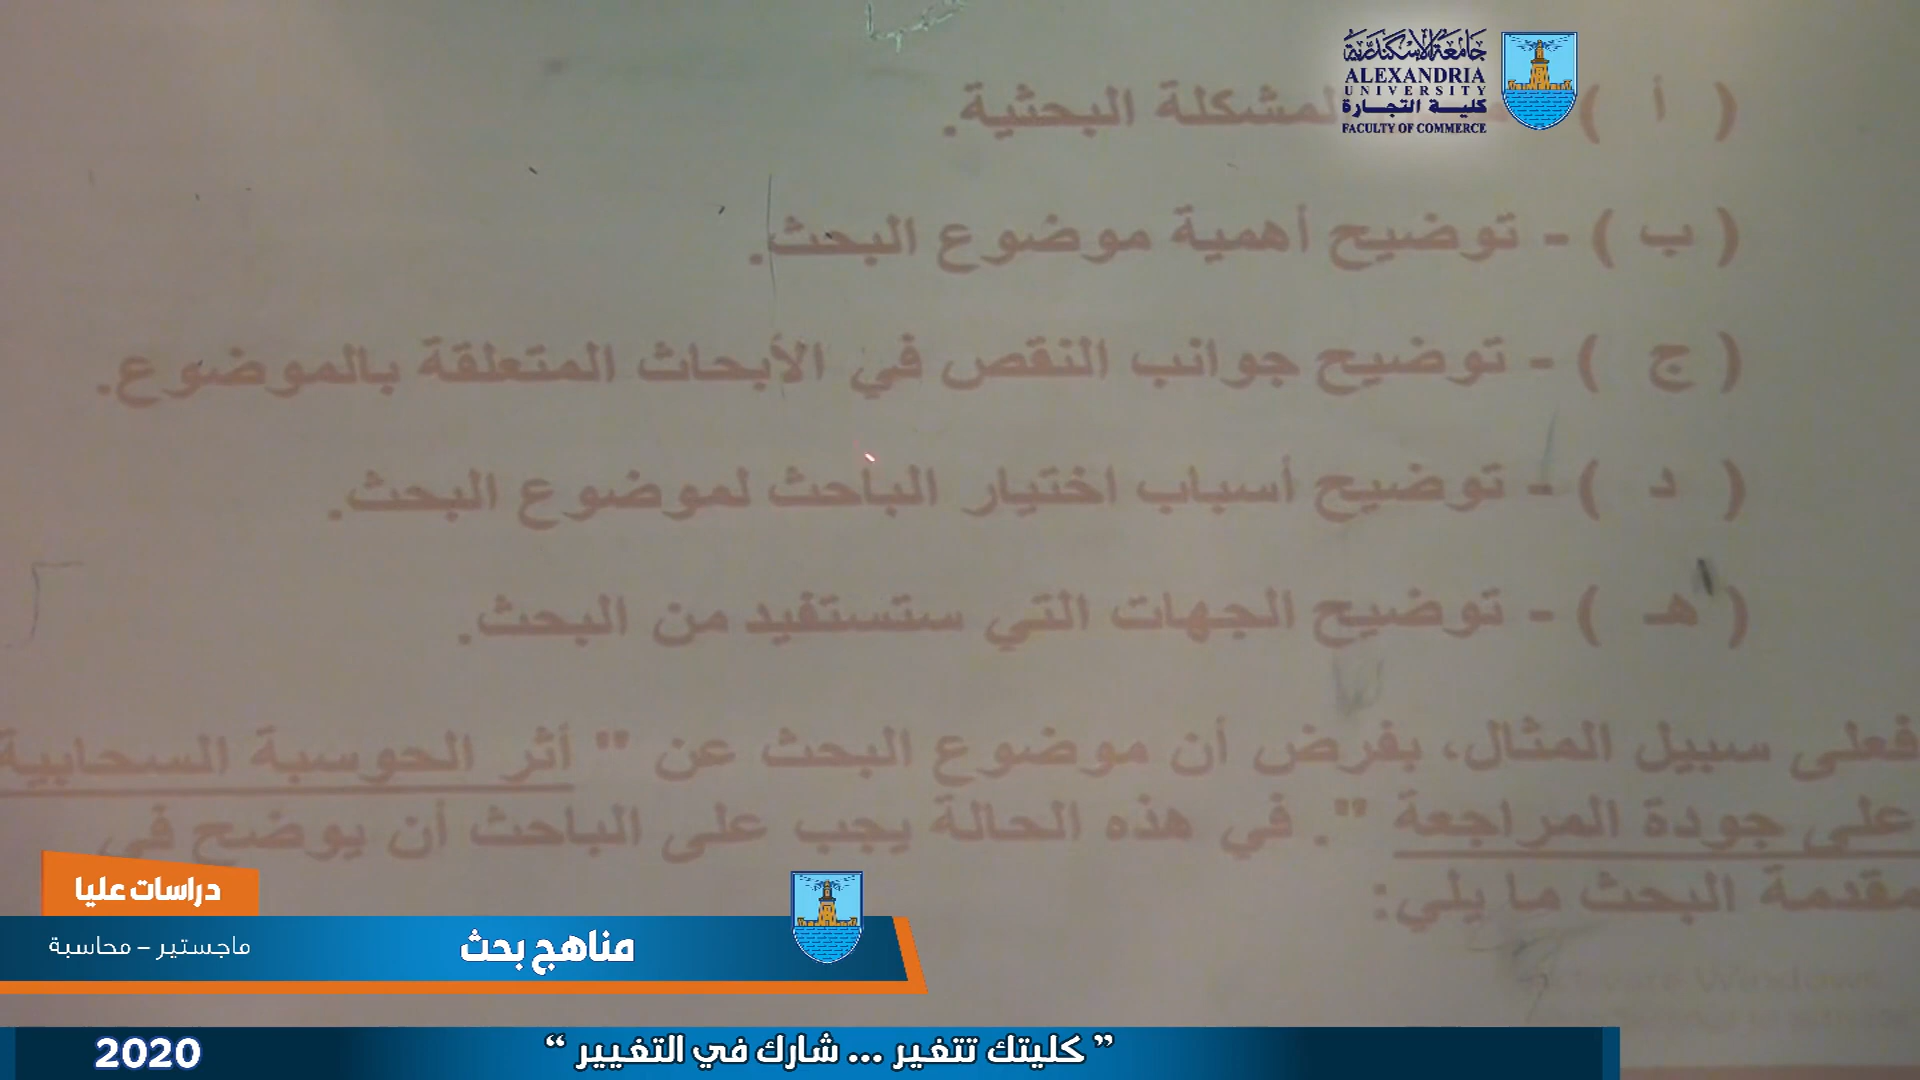 جامعة الإسكندرية
ALEXANDRIA
UNIVERSITY
كلية التجارة
FACULTY OF COMMERCE
( أ ) المشكلة البحثية.
( ب ) - توضيح أهمية موضوع البحث.
( ج ) - توضيح جوانب النقص في الأبحاث المتعلقة بالموضوع.
( د ) - توضيح أسباب اختيار الباحث لموضوع البحث.
( هـ ) - توضيح الجهات التي ستستفيد من البحث.
فعلى سبيل المثال، بفرض أن موضوع البحث عن " أثر الحوسبة السحابية
على جودة المراجعة ". في هذه الحالة يجب على الباحث أن يوضح في
مقدمة البحث ما يلي:
دراسات عليا
مناهج بحث
ماجستير - محاسبة
" كليتك تتغير ... شارك في التغيير "
2020